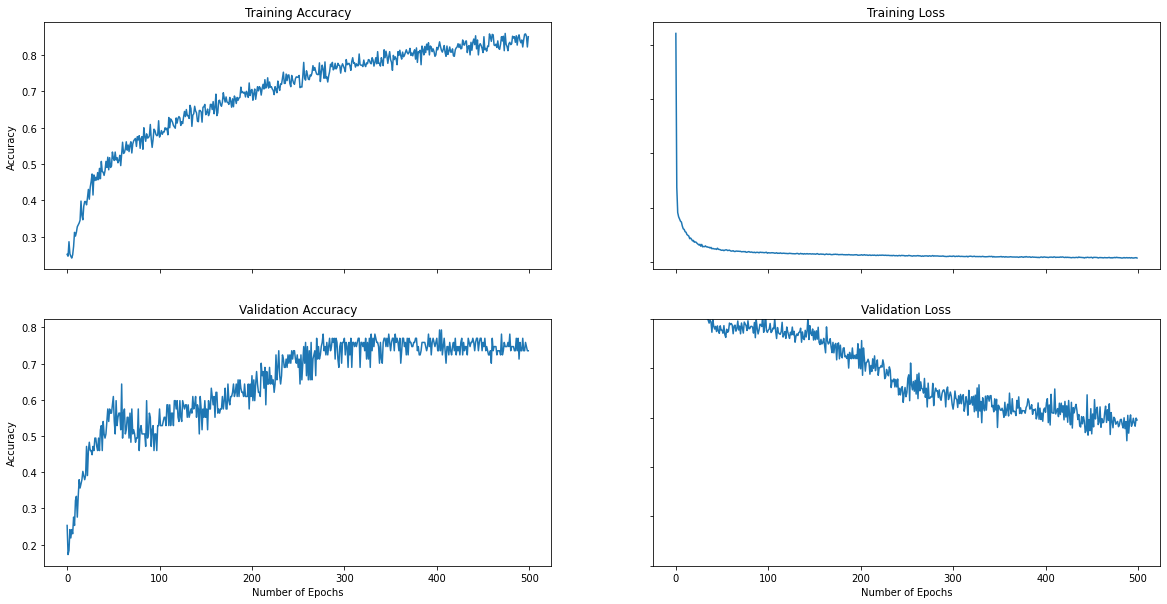 Training Accuracy
Training Loss
Accuracy
0.8
0.7
0.6
0.5
0.4
0.3
Validation Accuracy
Validation Loss
Accuracy
0.8
0.7
0.6
0.5
0.4
0.3
0.2
0 100 200 300 400 500
0 100 200 300 400 500
Number of Epochs
Number of Epochs